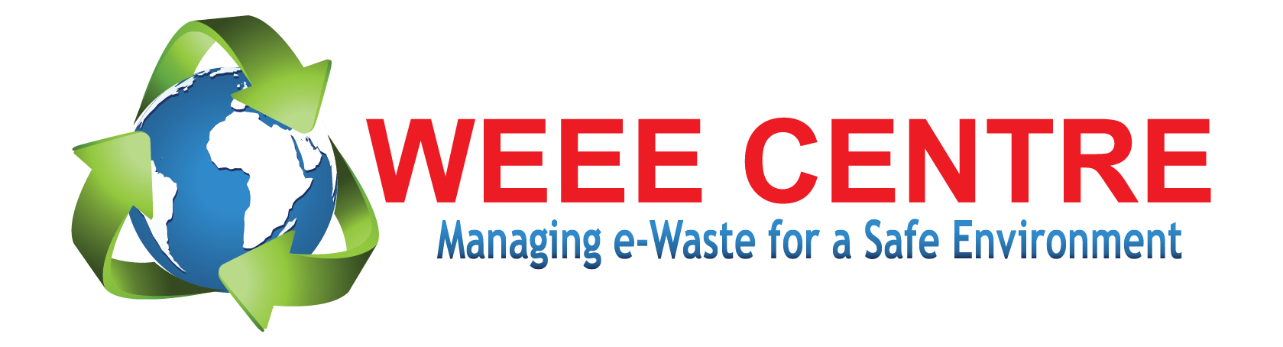 WEEE CENTRE
Managing e-Waste for a Safe Environment